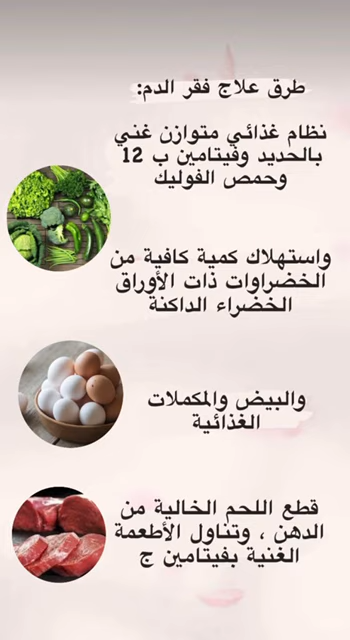 طرق علاج فقر الدم:
نظام غذائي متوازن غني
بالحديد وفيتامين ب 12
وحمص الفوليك
واستهلاك كمية كافية من
الخضراوات ذات الأوراق
الخضراء الداكنة
والبيض والمكملات
الغذائية
قطع اللحم الخالية من
الدهن ، وتناول الأطعمة
الغنية بفيتامين ج